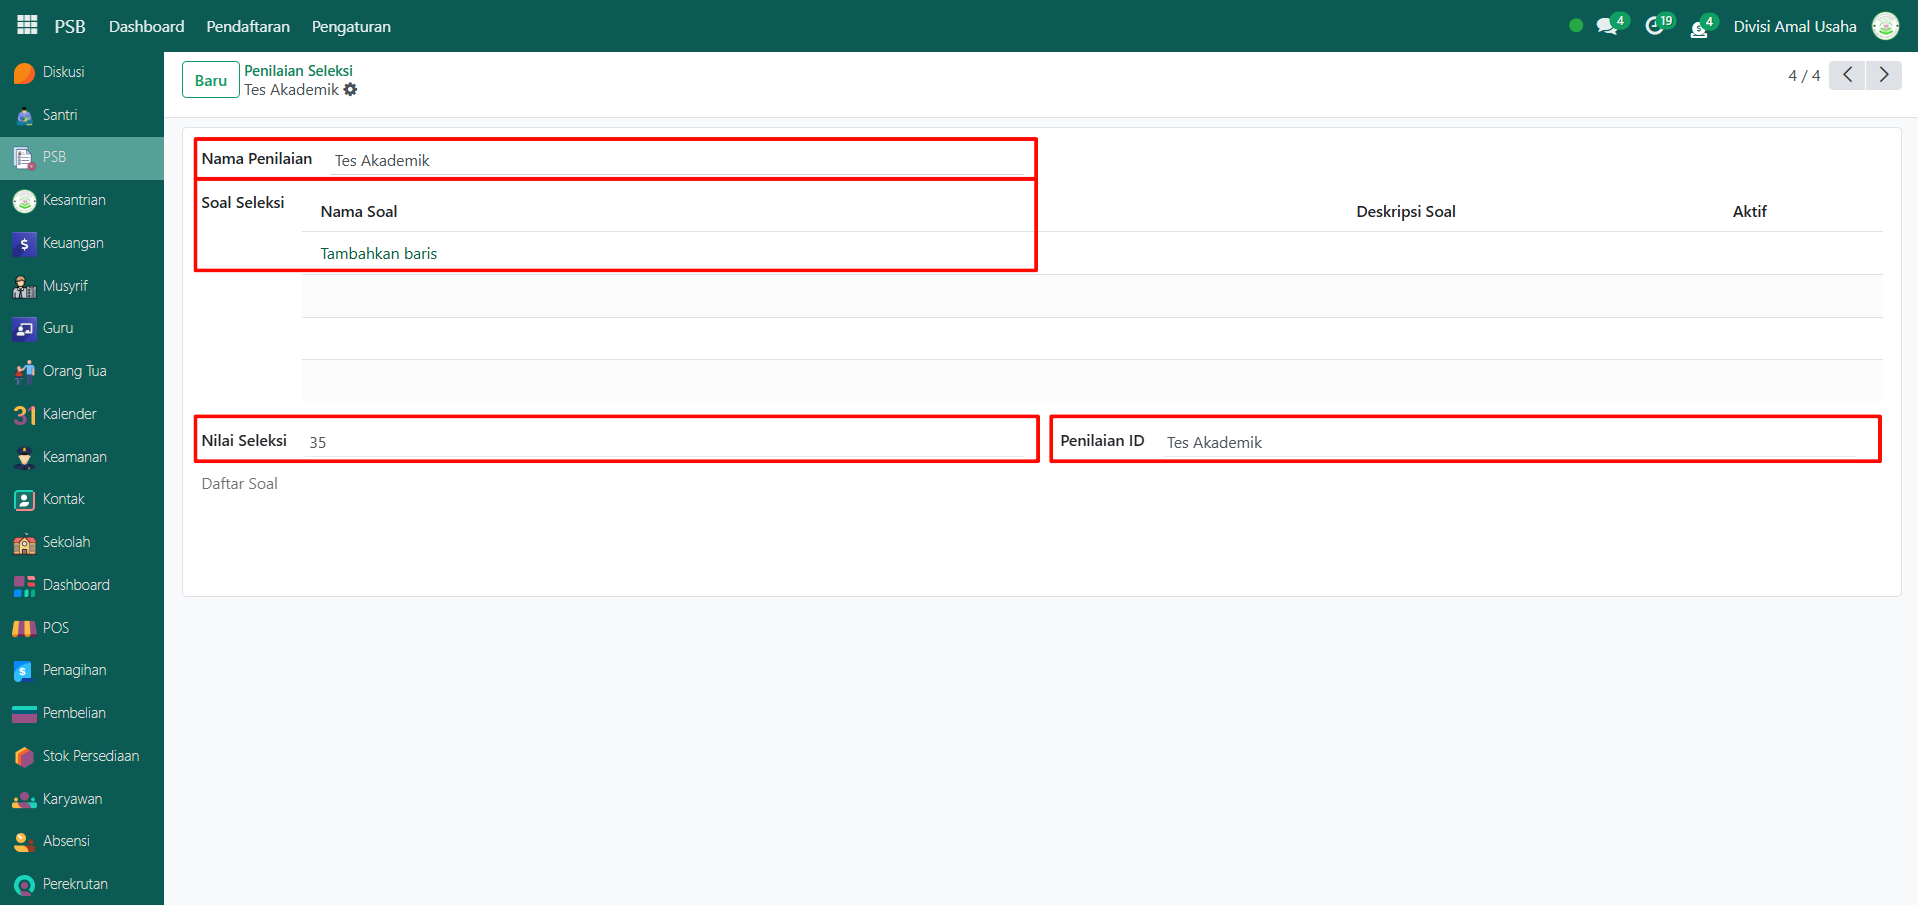 PSB Dashboard Pendaftaran Pengaturan 4 19 4 Divisi Amal Usaha
Diskusi
Santri
PSB
Kesantrian
Keuangan
Musyrif
Guru
Orang Tua
31 Kalender
Keamanan
Kontak
Sekolah
Dashboard
POS
Penagihan
Pembelian
Stok Persediaan
Karyawan
Absensi
Perekrutan
Baru
Penilaian Seleksi
Tes Akademik
4 / 4
Nama Penilaian Tes Akademik
Soal Seleksi
Nama Soal Deskripsi Soal Aktif
Tambahkan baris
Nilai Seleksi 35 Penilaian ID Tes Akademik
Daftar Soal